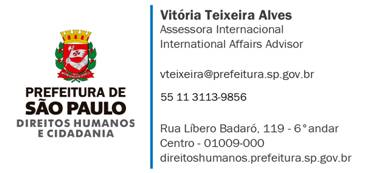 PREFEITURA DE
SÃO PAULO
DIREITOS HUMANOS
E CIDADANIA
Vitória Teixeira Alves
Assessora Internacional
International Affairs Advisor
vteixeira@prefeitura.sp.gov.br
55 11 3113-9856
Rua Líbero Badaró, 119 - 6°andar
Centro - 01009-000
direitoshumanos.prefeitura.sp.gov.br